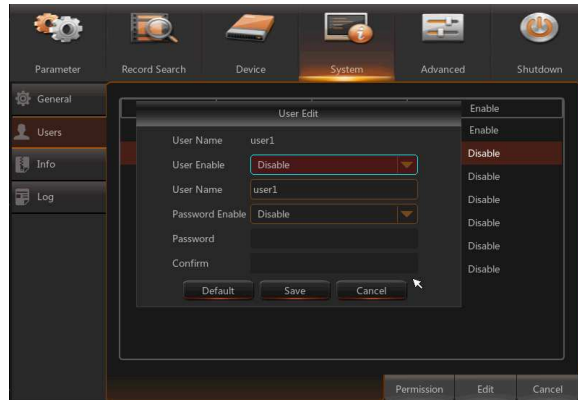 Parameter Record Search Device System Advanced Shutdown
General
Users
Info
Log
User Edit
User Name user1
User Enable Disable
User Name user1
Password Enable Disable
Password
Confirm
Default Save Cancel
Enable
Enable
Disable
Disable
Disable
Disable
Disable
Disable
Permission Edit Cancel